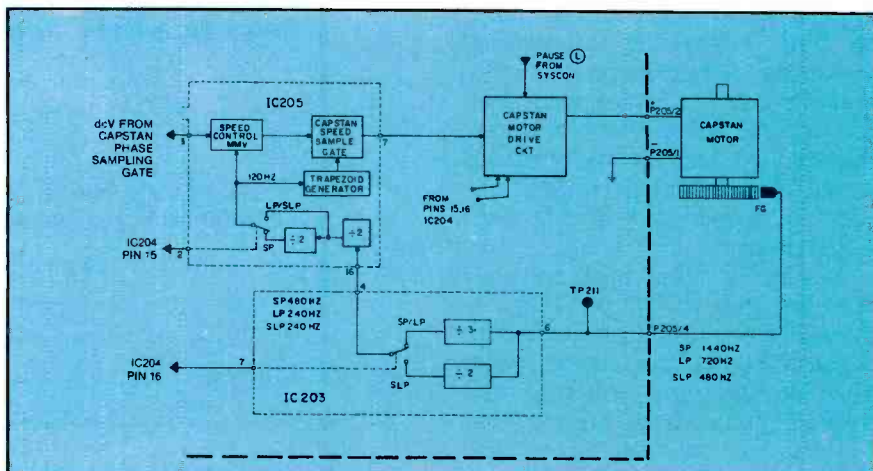 PAUSE Ⓛ
FROM
SYSCON
IC205
dcV FROM
CAPSTAN
PHASE
SAMPLING
GATE
SPEED
CONTROL
MMV
CAPSTAN
SPEED
SAMPLE
GATE
7
CAPSTAN
MOTOR
DRIVE
CKT
+
P205/2
CAPSTAN
MOTOR
-
P205/1
120HZ
TRAPEZOID
GENERATOR
FROM
PINS 15,16
IC204
FG
LP/SLP
÷2
÷2
SP
IC204
PIN 15
2
16
4
SP 480HZ
LP 240HZ
SLP 240HZ
SP/LP
÷ 3
6
TP211
P205/4
SP 1440HZ
LP 720HZ
SLP 480HZ
IC204
PIN 16
7
÷ 2
SLP
IC203